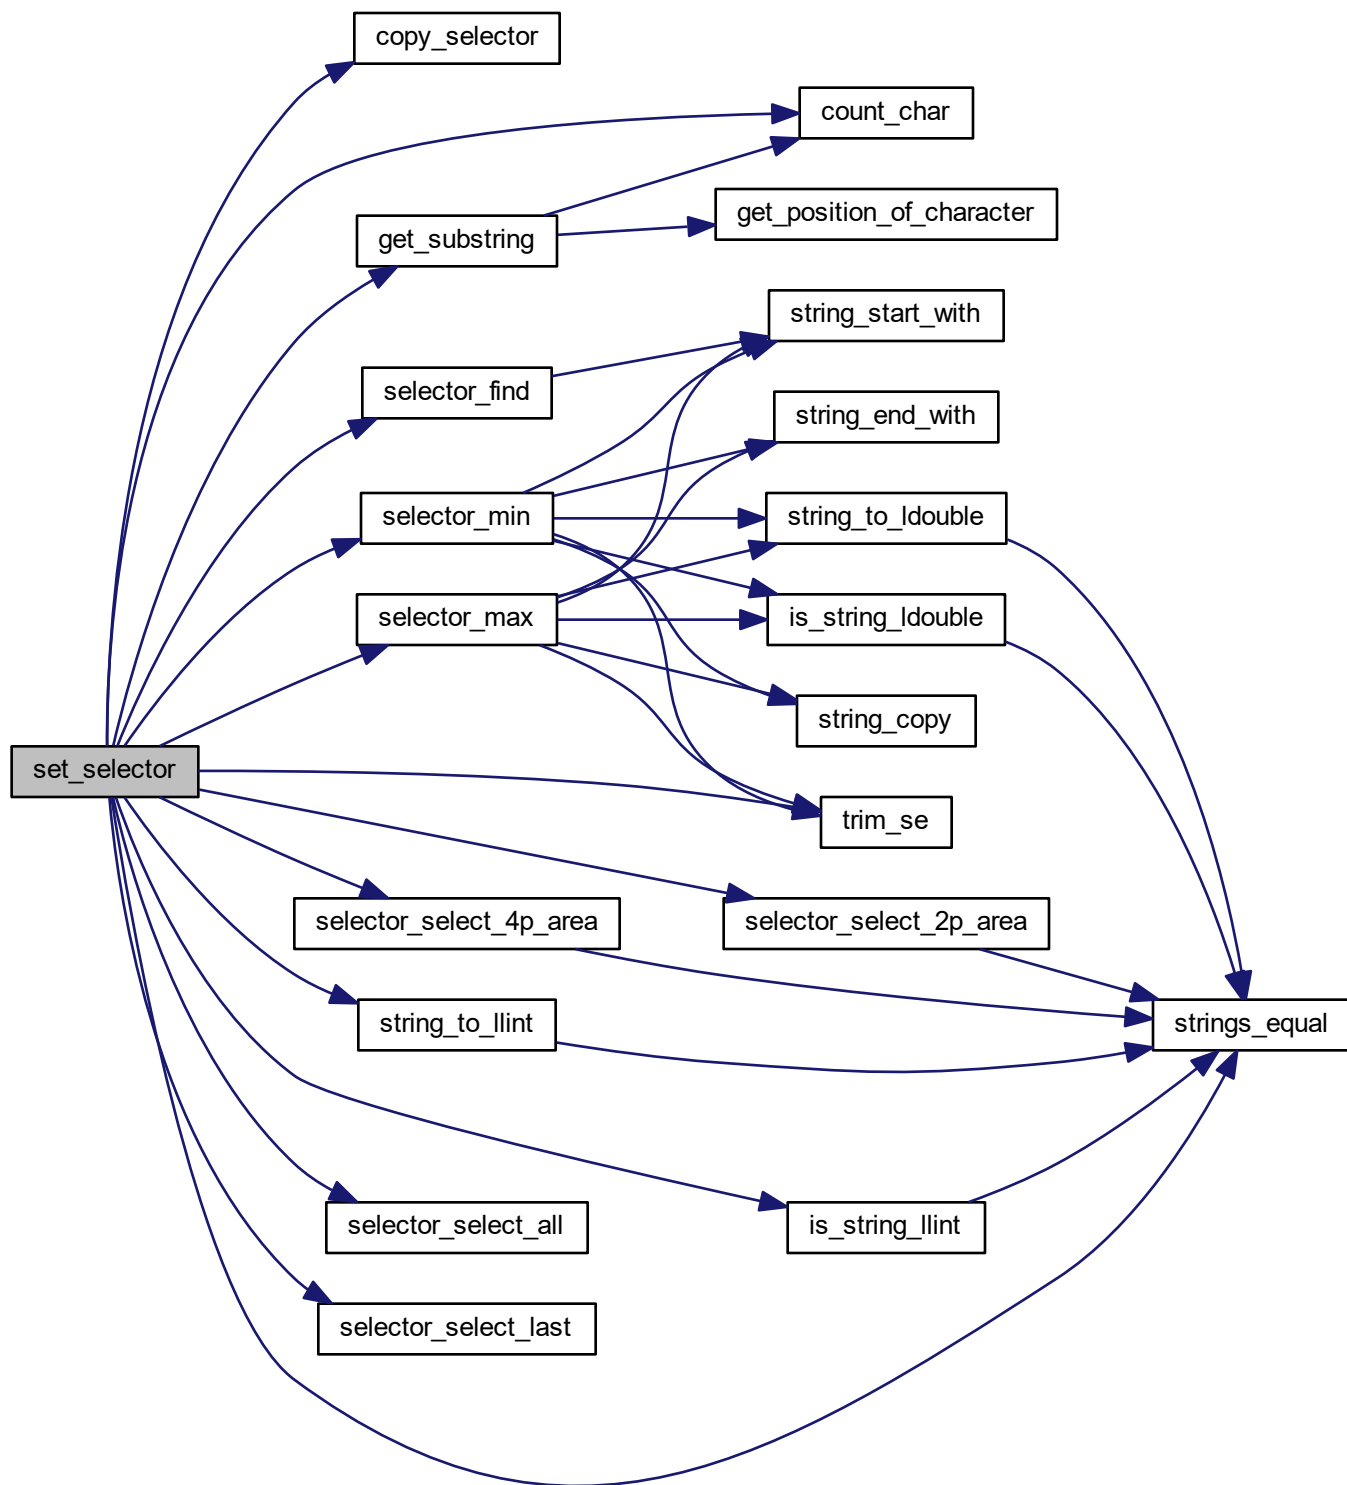 copy_selector
count_char
get_position_of_character
get_substring
string_start_with
selector_find
string_end_with
selector_min
string_to_ldouble
selector_max
is_string_ldouble
string_copy
set_selector
trim_se
selector_select_4p_area
selector_select_2p_area
string_to_llint
strings_equal
selector_select_all
is_string_llint
selector_select_last